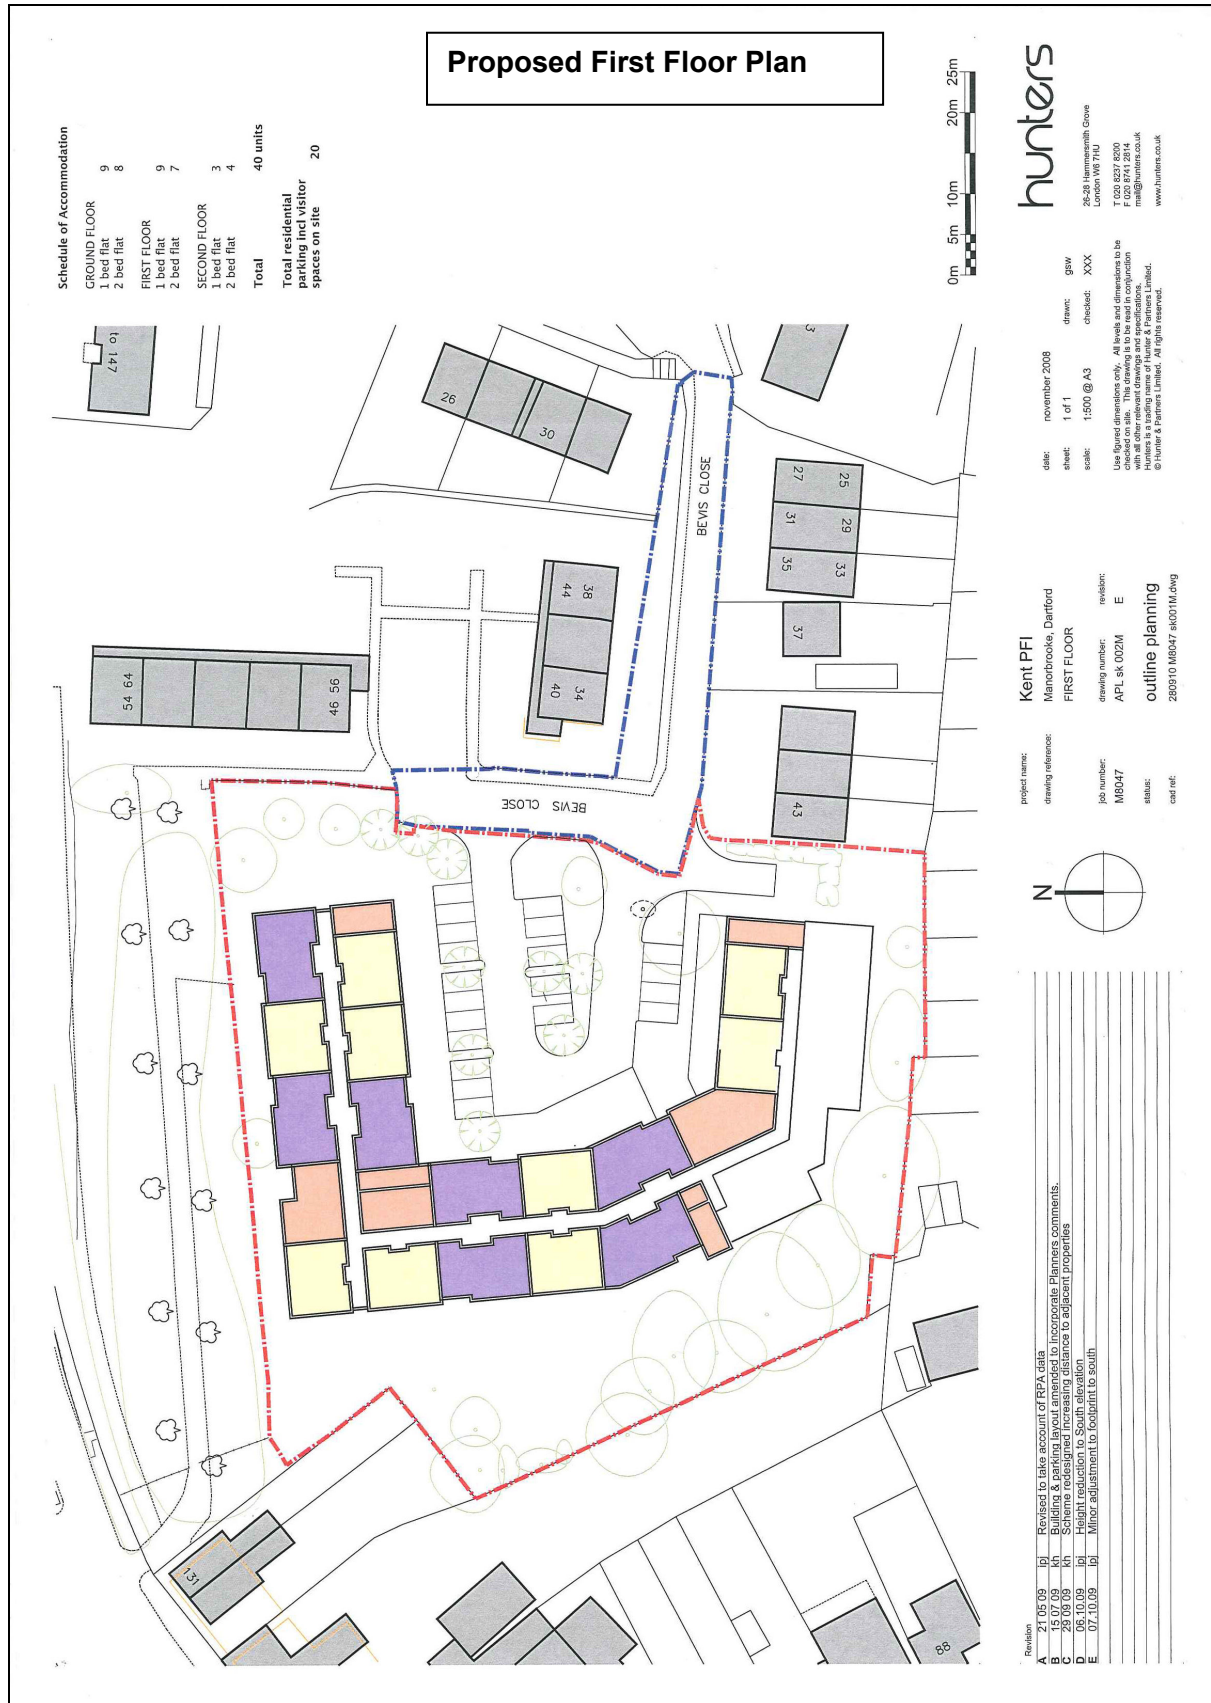 Proposed First Floor Plan
Schedule of Accommodation
GROUND FLOOR
1 bed flat 9
2 bed flat 8
FIRST FLOOR
1 bed flat 9
2 bed flat 7
SECOND FLOOR
1 bed flat 3
2 bed flat 4
Total 40 units
Total residential
parking incl visitor
spaces on site 20
0m 5m 10m 20m 25m
to 147
26
30
BEVIS CLOSE
3
27 25
31 29
35 33
37
43
38
44
34
40
54 64
46 56
BEVIS CLOSE
131
88
hunters
26-28 Hammersmith Grove
London W6 7HU
T 020 8237 8200
F 020 8741 2814
mail@hunters.co.uk
www.hunters.co.uk
date: november 2008
sheet: 1 of 1 drawn: gsw
scale: 1:500 @ A3 checked: XXX
Use figured dimensions only. All levels and dimensions to be
checked on site. This drawing is to be read in conjunction
with all other relevant drawings and specifications.
Hunters is a trading name of Hunter & Partners Limited.
© Hunter & Partners Limited. All rights reserved.
project name: Kent PFI
Manorbrooke, Dartford
drawing reference: FIRST FLOOR
job number: drawing number: revision:
M8047 APL sk 002M E
status: outline planning
cad ref: 280910 M8047 sk001M.dwg
N
Revision
A 21 05 09 ipj Revised to take account of RPA data
B 15 07 09 kh Building & parking layout amended to incorporate Planners comments.
C 29 09 09 kh Scheme redesigned increasing distance to adjacent properties
D 06.10.09 ipj Height reduction to South elevation
E 07.10.09 ipj Minor adjustment to footprint to south